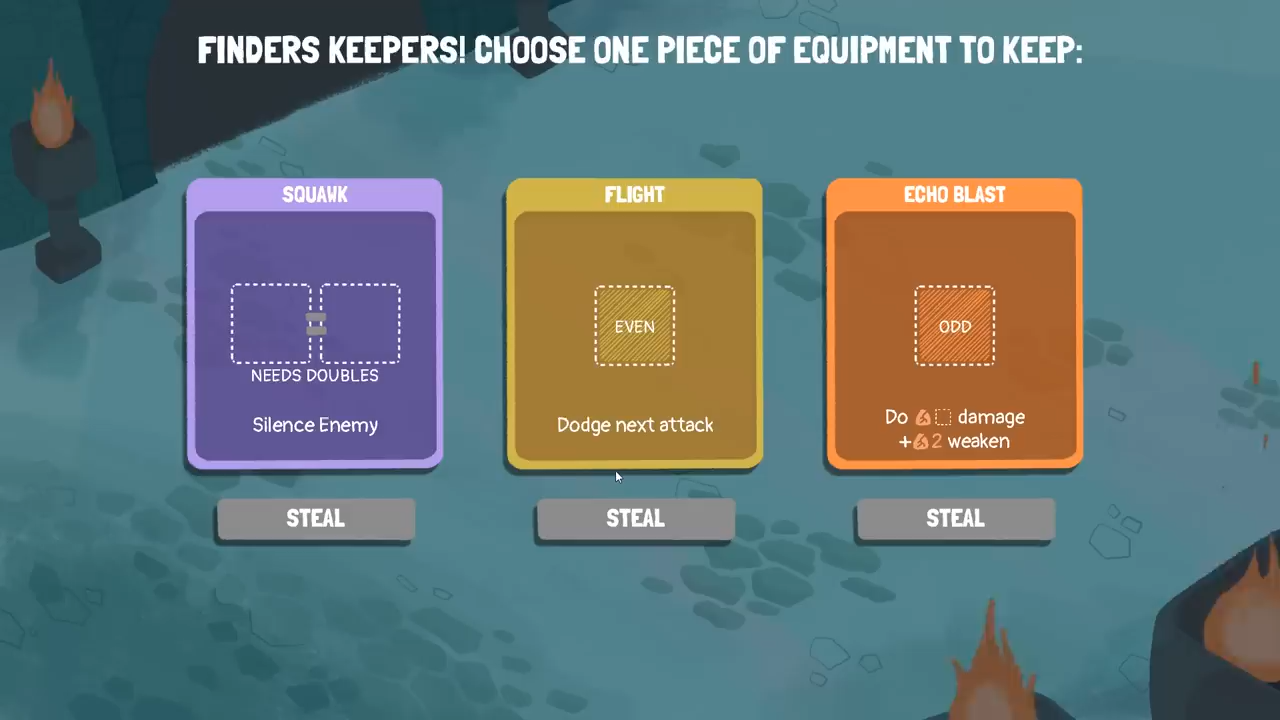 FINDERS KEEPERS! CHOOSE ONE PIECE OF EQUIPMENT TO KEEP:
SQUAWK
NEEDS DOUBLES
Silence Enemy
STEAL
FLIGHT
EVEN
Dodge next attack
STEAL
ECHO BLAST
ODD
Do damage
+2 weaken
STEAL